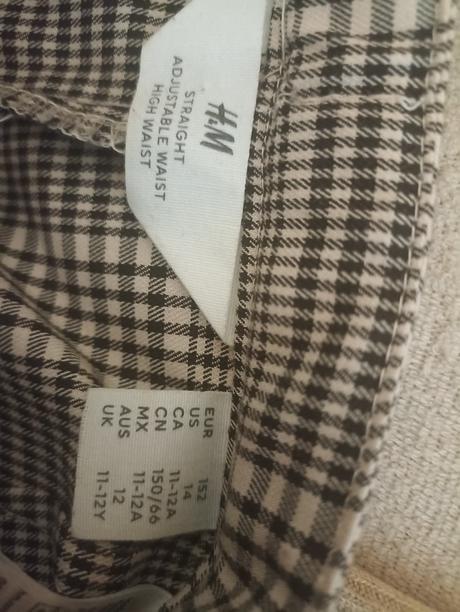 H&M
STRAIGHT
ADJUSTABLE WAIST
HIGH WAIST
EUR 152
US 14
CA 11-12A
CN 150/66
MX 11-12A
AUS 12
UK 11-12Y